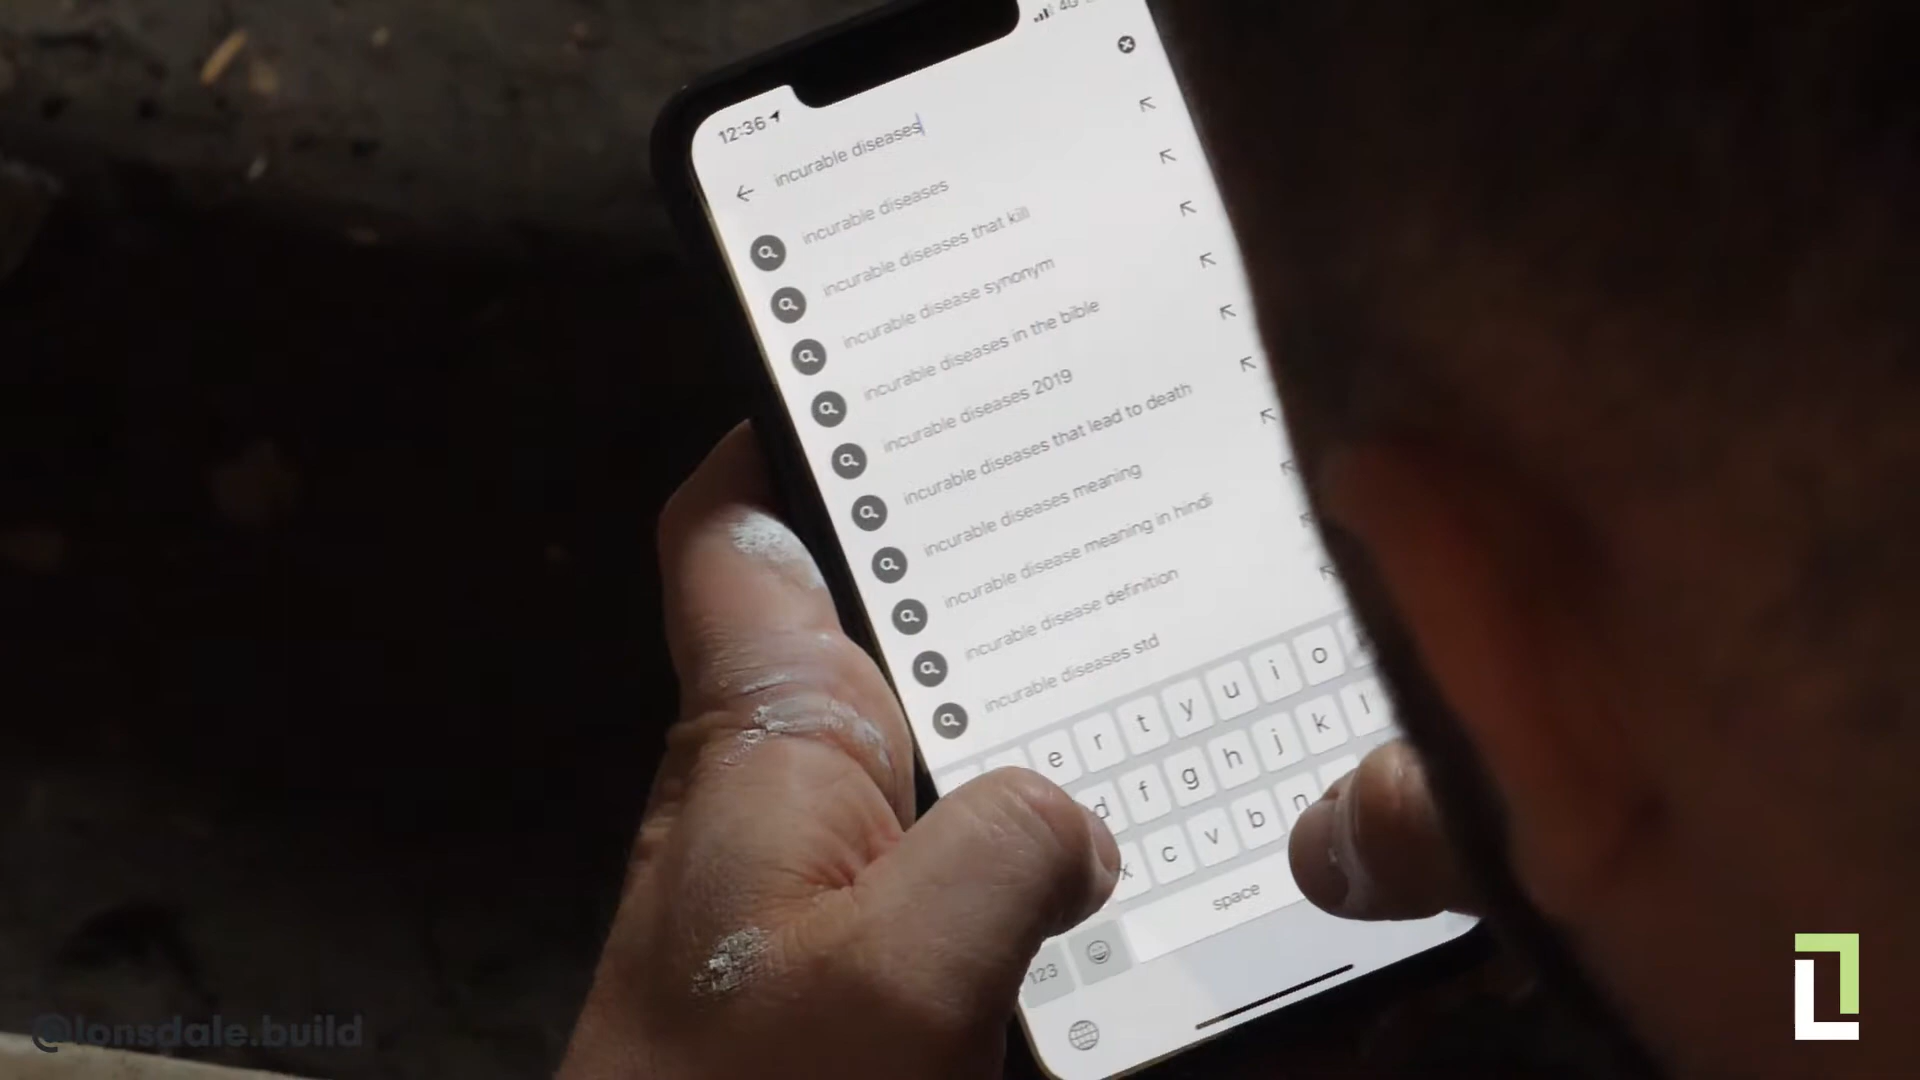 4G
12:36
incurable diseases
incurable diseases
incurable diseases that kill
incurable disease synonym
incurable diseases in the bible
incurable diseases 2019
incurable diseases that lead to death
incurable diseases meaning
incurable disease meaning in hindi
incurable disease definition
incurable diseases std
e r t y u i o
d f g h j k l
x c v b n
123 space
@lonsdale.build